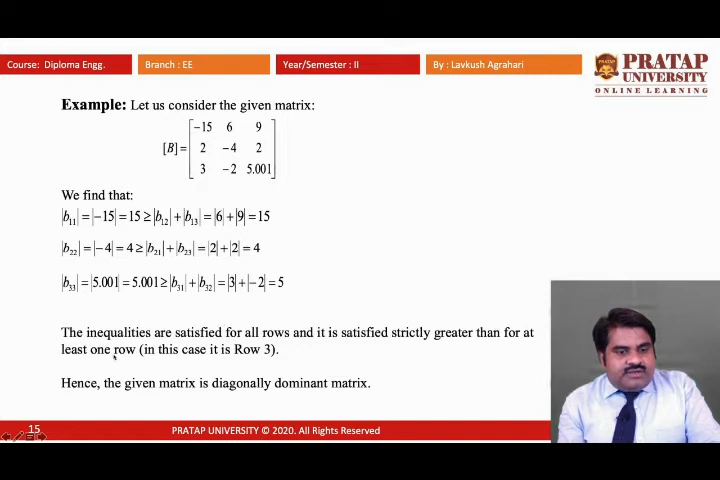 Course: Diploma Engg.
Branch : EE
Year/Semester : II
By : Lavkush Agrahari
PRATAP
UNIVERSITY
ONLINE LEARNING
Example: Let us consider the given matrix:
[B] = [−15 6 9
2 −4 2
3 −2 5.001]
We find that:
|b₁₁| = |−15| = 15 ≥ |b₁₂| + |b₁₃| = |6| + |9| = 15
|b₂₂| = |−4| = 4 ≥ |b₂₁| + |b₂₃| = |2| + |2| = 4
|b₃₃| = |5.001| = 5.001 ≥ |b₃₁| + |b₃₂| = |3| + |−2| = 5
The inequalities are satisfied for all rows and it is satisfied strictly greater than for at
least one row (in this case it is Row 3).
Hence, the given matrix is diagonally dominant matrix.
15
PRATAP UNIVERSITY © 2020. All Rights Reserved